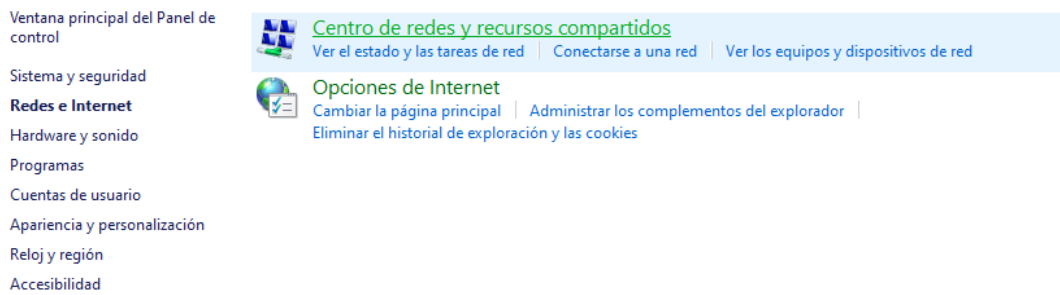 Ventana principal del Panel de
control
Sistema y seguridad
Redes e Internet
Hardware y sonido
Programas
Cuentas de usuario
Apariencia y personalización
Reloj y región
Accesibilidad
Centro de redes y recursos compartidos
Ver el estado y las tareas de red Conectarse a una red Ver los equipos y dispositivos de red
Opciones de Internet
Cambiar la página principal Administrar los complementos del explorador
Eliminar el historial de exploración y las cookies